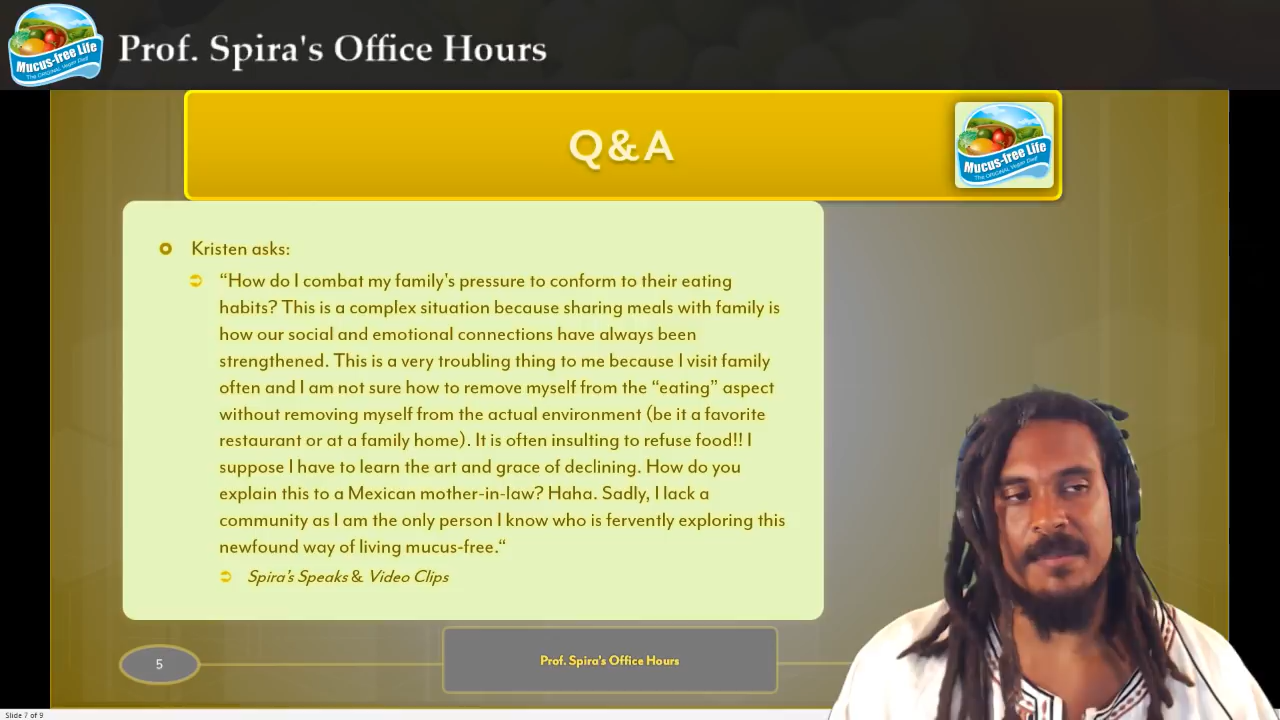 Mucus-free Life
The ORIGINAL Vegan Diet!
Prof. Spira's Office Hours
Q&A
Mucus-free Life
The ORIGINAL Vegan Diet!
Kristen asks:
“How do I combat my family's pressure to conform to their eating
habits? This is a complex situation because sharing meals with family is
how our social and emotional connections have always been
strengthened. This is a very troubling thing to me because I visit family
often and I am not sure how to remove myself from the “eating” aspect
without removing myself from the actual environment (be it a favorite
restaurant or at a family home). It is often insulting to refuse food!! I
suppose I have to learn the art and grace of declining. How do you
explain this to a Mexican mother-in-law? Haha. Sadly, I lack a
community as I am the only person I know who is fervently exploring this
newfound way of living mucus-free.“
Spira's Speaks & Video Clips
5
Prof. Spira's Office Hours
Slide 7 of 9